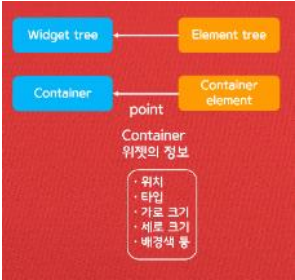 Widget tree
Element tree
Container
Container
element
point
Container
위젯의 정보
· 위치
· 타입
· 가로 크기
· 세로 크기
· 배경색 등